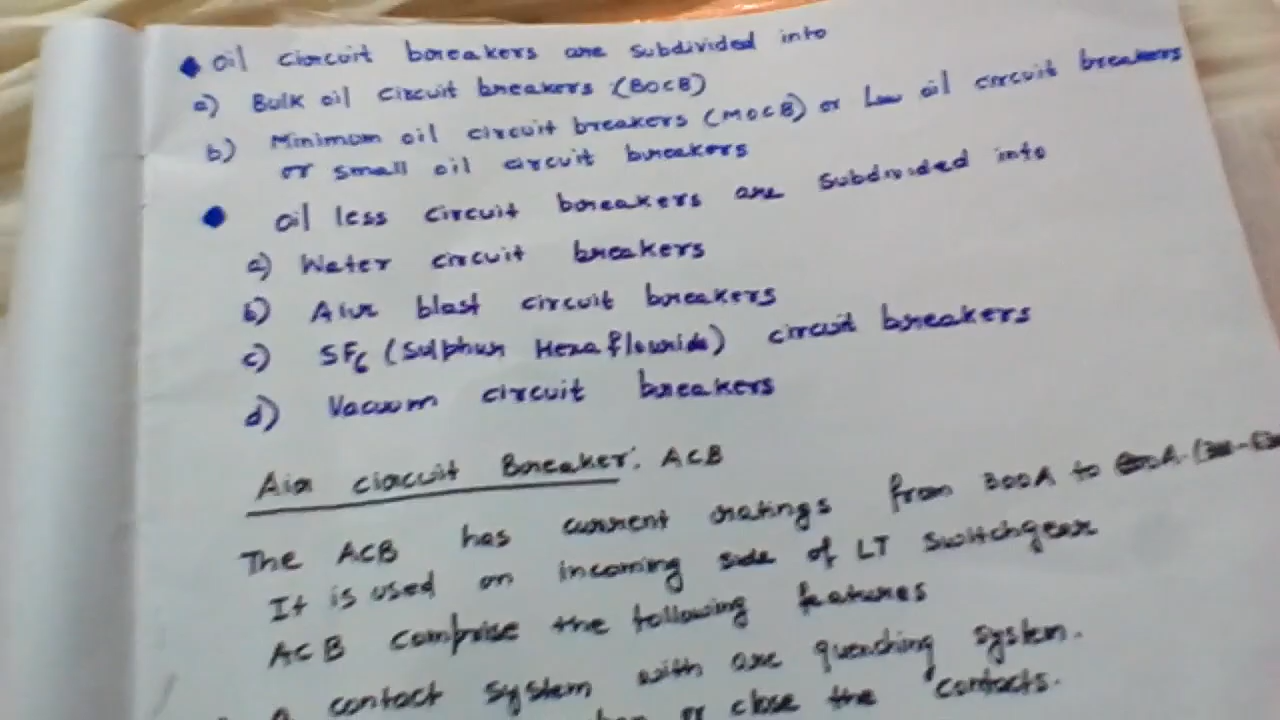 oil circuit breakers are subdivided into
a) Bulk oil circuit breakers (BOCB)
b) Minimum oil circuit breakers (MOCB) or Low oil circuit breakers
or small oil circuit breakers
oil less circuit breakers are subdivided into
a) Water circuit breakers
b) Air blast circuit breakers
c) SF6 (Sulphur Hexaflouride) circuit breakers
d) Vacuum circuit breakers
Air circuit Breaker: ACB
The ACB has current ratings from 300A to
It is used on incoming side of LT switchgear
ACB comprise the following features
a contact system with arc quenching system.
or close the contacts.